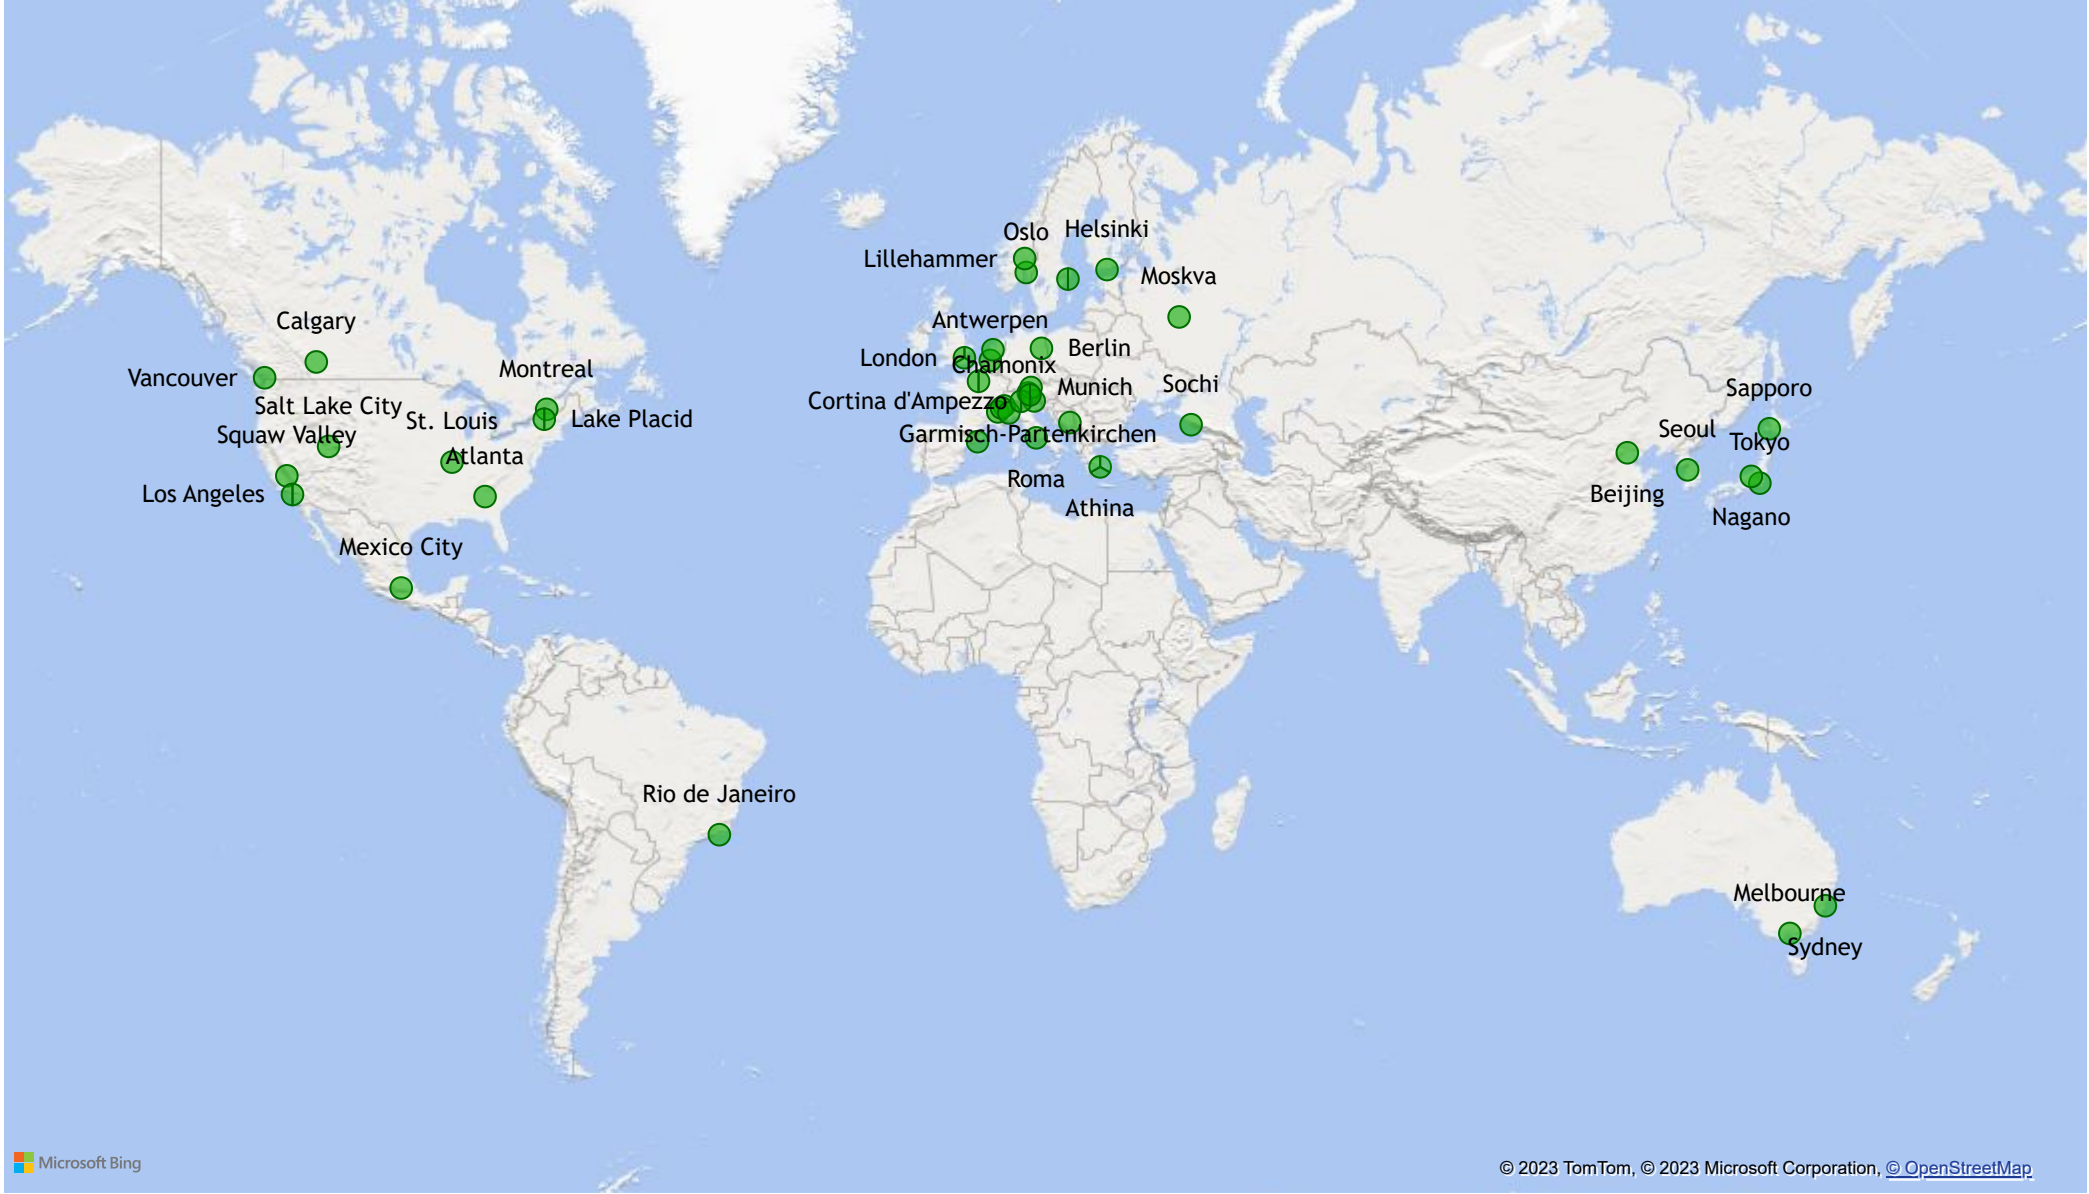 Oslo
Helsinki
Lillehammer
Moskva
Calgary
Antwerpen
London
Berlin
Chamonix
Montreal
Vancouver
Munich
Sochi
Sapporo
Cortina d'Ampezzo
Salt Lake City
St. Louis
Lake Placid
Squaw Valley
Garmisch-Partenkirchen
Seoul
Tokyo
Atlanta
Roma
Los Angeles
Beijing
Athina
Nagano
Mexico City
Rio de Janeiro
Melbourne
Sydney
Microsoft Bing
© 2023 TomTom, © 2023 Microsoft Corporation, © OpenStreetMap